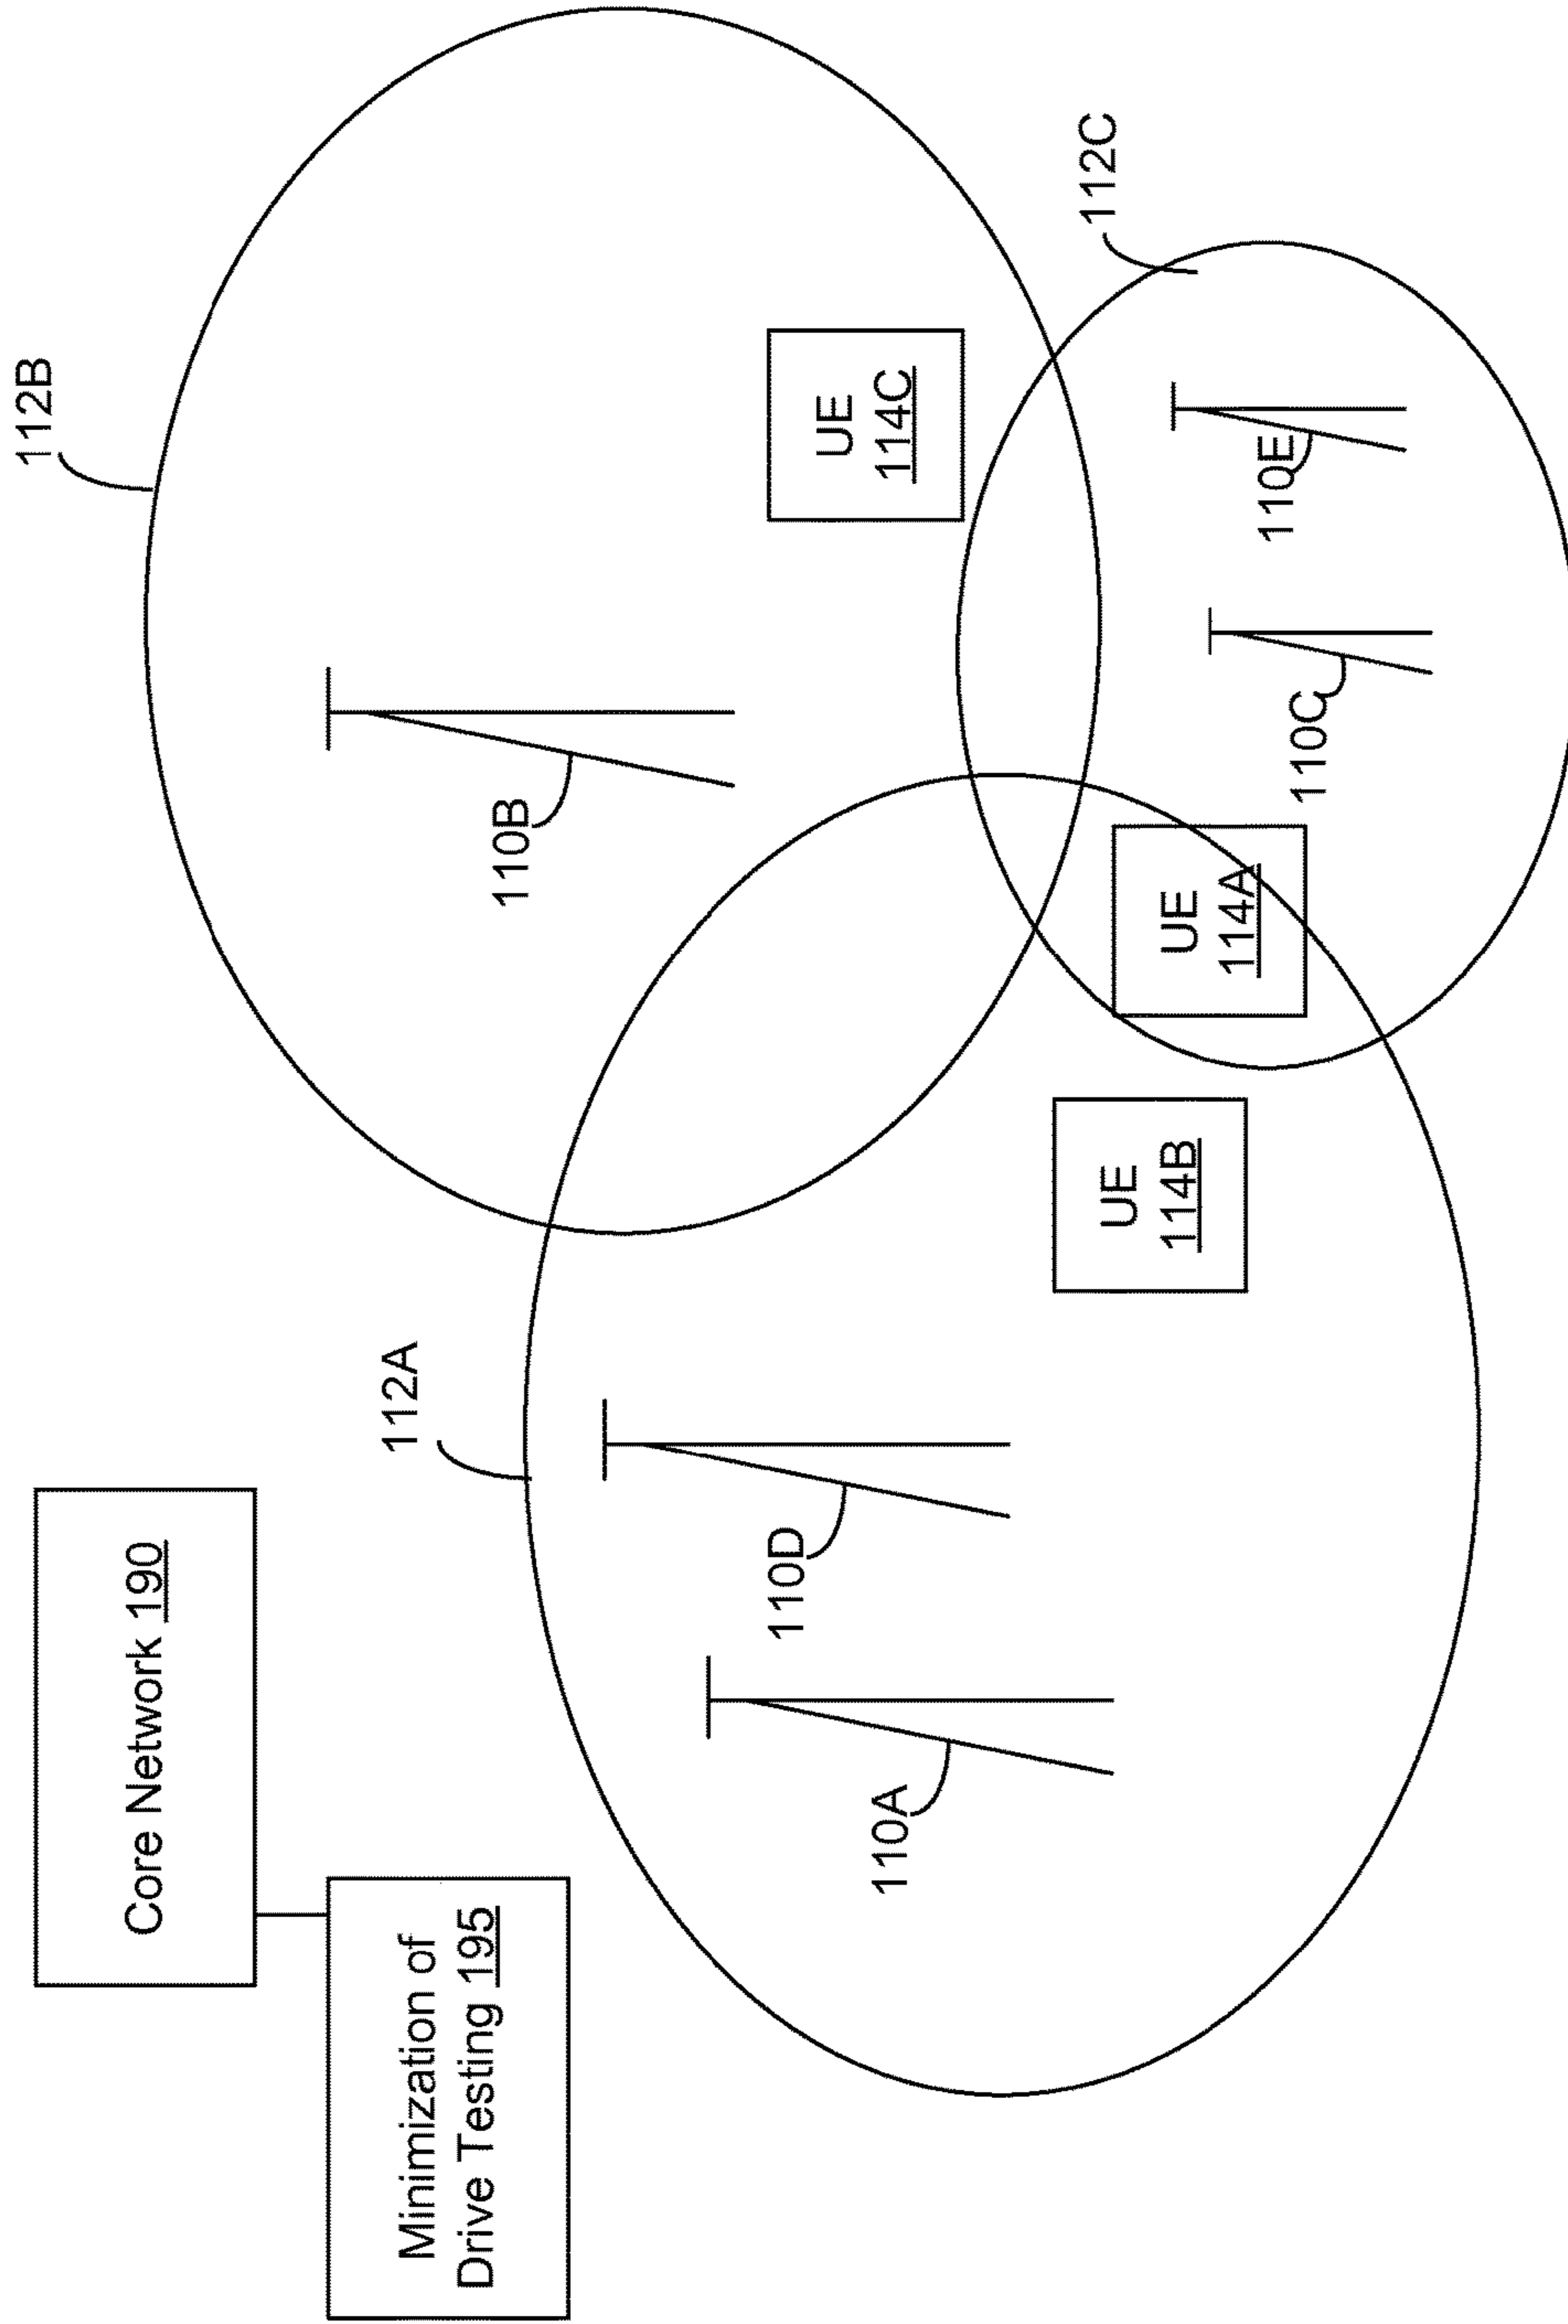 Core Network 190
Minimization of
Drive Testing 195
112A
112B
110B
110D
110A
UE
114C
112C
UE
114B
UE
114A
110C
110E